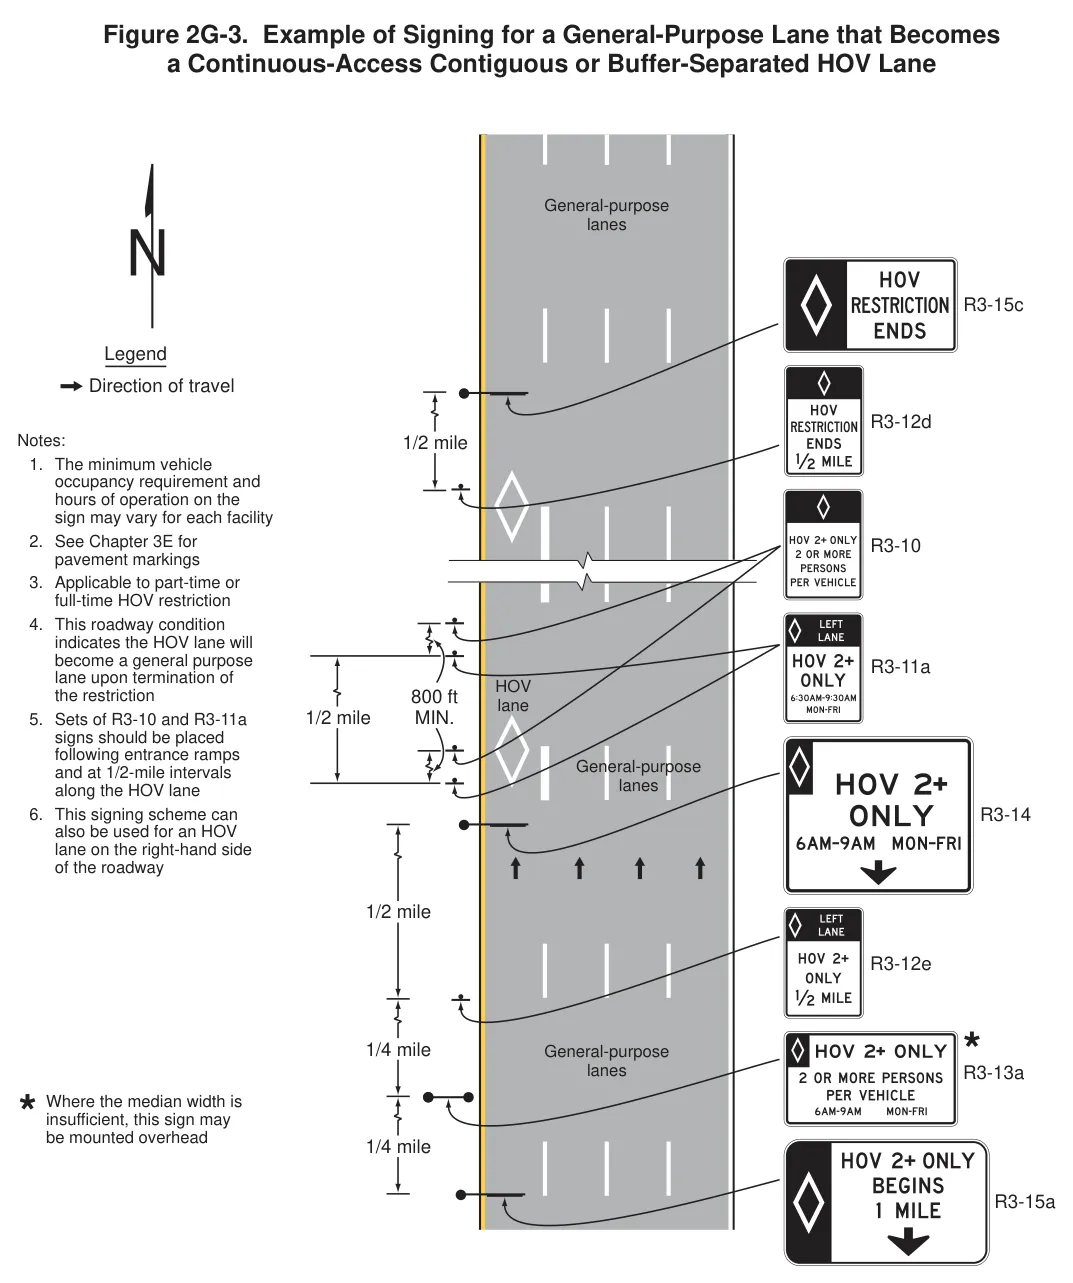 Figure 2G-3.  Example of Signing for a General-Purpose Lane that Becomes
a Continuous-Access Contiguous or Buffer-Separated HOV Lane
N
Legend
Direction of travel
Notes:
1. The minimum vehicle
occupancy requirement and
hours of operation on the
sign may vary for each facility
2. See Chapter 3E for
pavement markings
3. Applicable to part-time or
full-time HOV restriction
4. This roadway condition
indicates the HOV lane will
become a general purpose
lane upon termination of
the restriction
5. Sets of R3-10 and R3-11a
signs should be placed
following entrance ramps
and at 1/2-mile intervals
along the HOV lane
6. This signing scheme can
also be used for an HOV
lane on the right-hand side
of the roadway
* Where the median width is
insufficient, this sign may
be mounted overhead
1/2 mile
1/2 mile
800 ft
MIN.
1/2 mile
1/4 mile
1/4 mile
General-purpose
lanes
HOV
lane
General-purpose
lanes
General-purpose
lanes
HOV
RESTRICTION
ENDS
R3-15c
HOV
RESTRICTION
ENDS
1/2 MILE
R3-12d
HOV 2+ ONLY
2 OR MORE
PERSONS
PER VEHICLE
R3-10
LEFT
LANE
HOV 2+
ONLY
6:30AM-9:30AM
MON-FRI
R3-11a
HOV 2+
ONLY
6AM-9AM MON-FRI
R3-14
LEFT
LANE
HOV 2+
ONLY
1/2 MILE
R3-12e
HOV 2+ ONLY
2 OR MORE PERSONS
PER VEHICLE
6AM-9AM MON-FRI
*
R3-13a
HOV 2+ ONLY
BEGINS
1 MILE
R3-15a